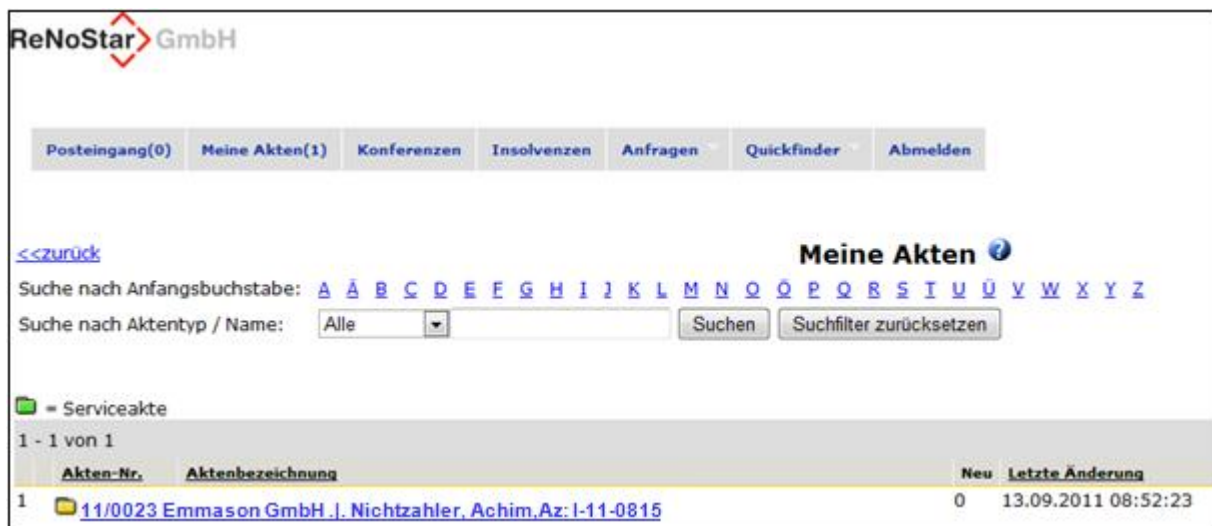 ReNoStar GmbH
Posteingang(0) Meine Akten(1) Konferenzen Insolvenzen Anfragen Quickfinder Abmelden
<<zurück Meine Akten
Suche nach Anfangsbuchstabe: A Ä B C D E F G H I J K L M N O Ö P Q R S T U Ü V W X Y Z
Suche nach Aktentyp / Name: Alle Suchen Suchfilter zurücksetzen
= Serviceakte
1 - 1 von 1
Akten-Nr. Aktenbezeichnung Neu Letzte Änderung
1 11/0023 Emmason GmbH .|. Nichtzahler, Achim,Az: I-11-0815 0 13.09.2011 08:52:23